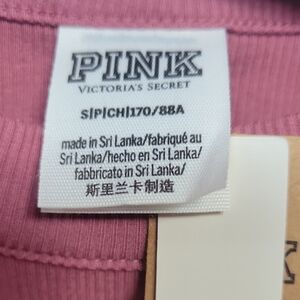 PINK
VICTORIA'S SECRET
S|P|CH|170/88A
made in Sri Lanka/fabriqué au
Sri Lanka/hecho en Sri Lanka/
fabbricato in Sri Lanka/
斯里兰卡制造